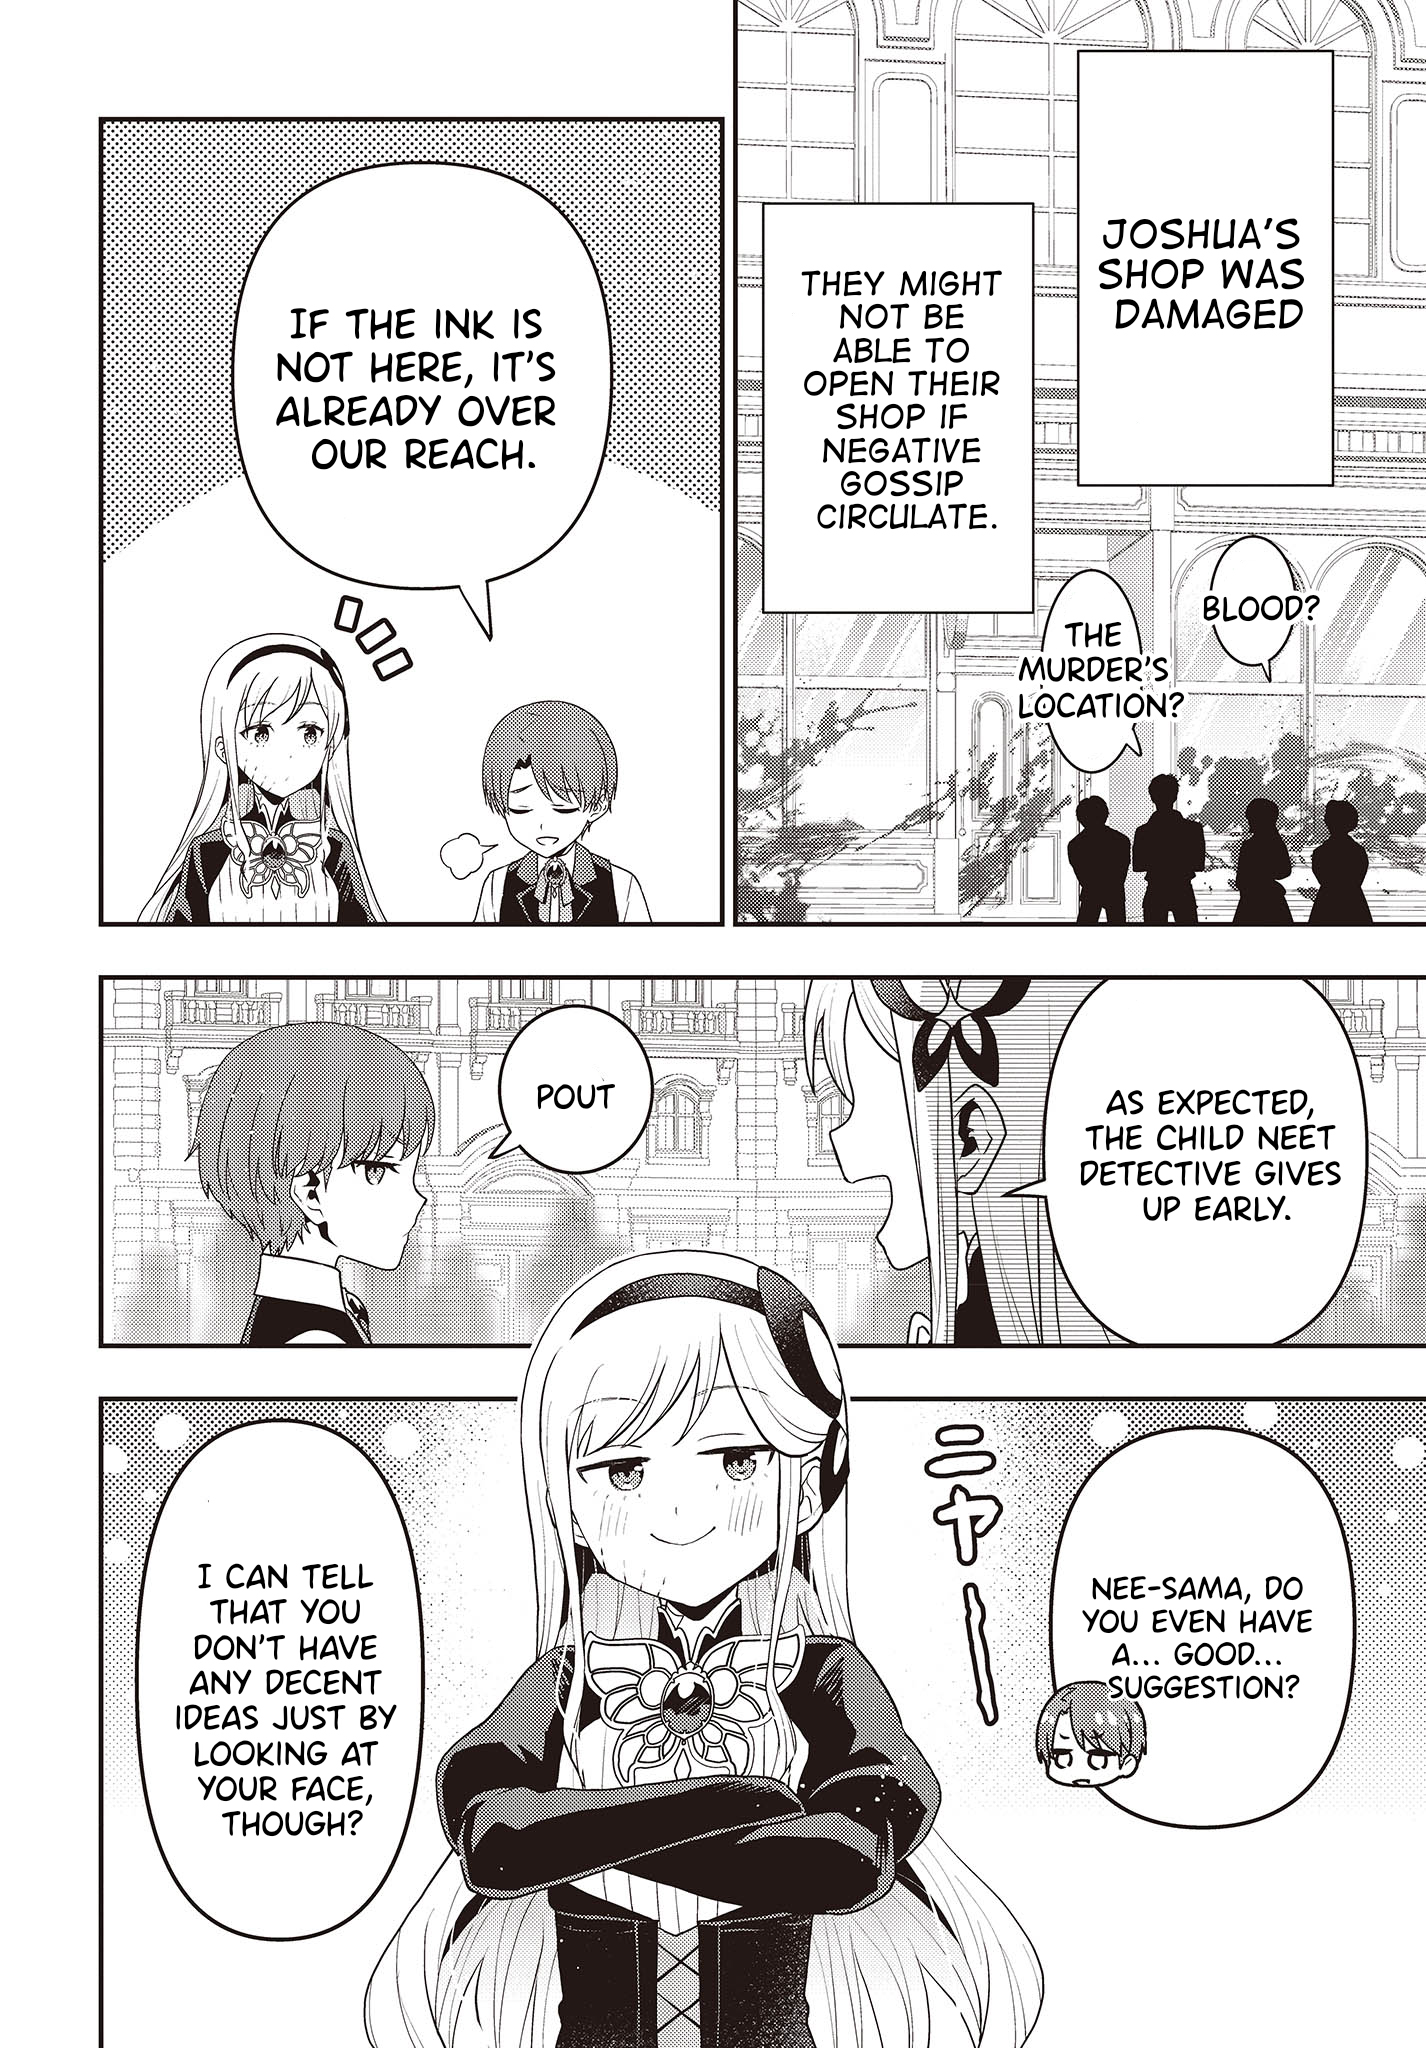 JOSHUA'S
SHOP WAS
DAMAGED
THEY MIGHT
NOT BE
ABLE TO
OPEN THEIR
SHOP IF
NEGATIVE
GOSSIP
CIRCULATE.
BLOOD?
THE
MURDER'S
LOCATION?
IF THE INK IS
NOT HERE, IT'S
ALREADY OVER
OUR REACH.
AS EXPECTED,
THE CHILD NEET
DETECTIVE GIVES
UP EARLY.
POUT
NEE-SAMA, DO
YOU EVEN HAVE
A... GOOD...
SUGGESTION?
ニヤー
I CAN TELL
THAT YOU
DON'T HAVE
ANY DECENT
IDEAS JUST BY
LOOKING AT
YOUR FACE,
THOUGH?